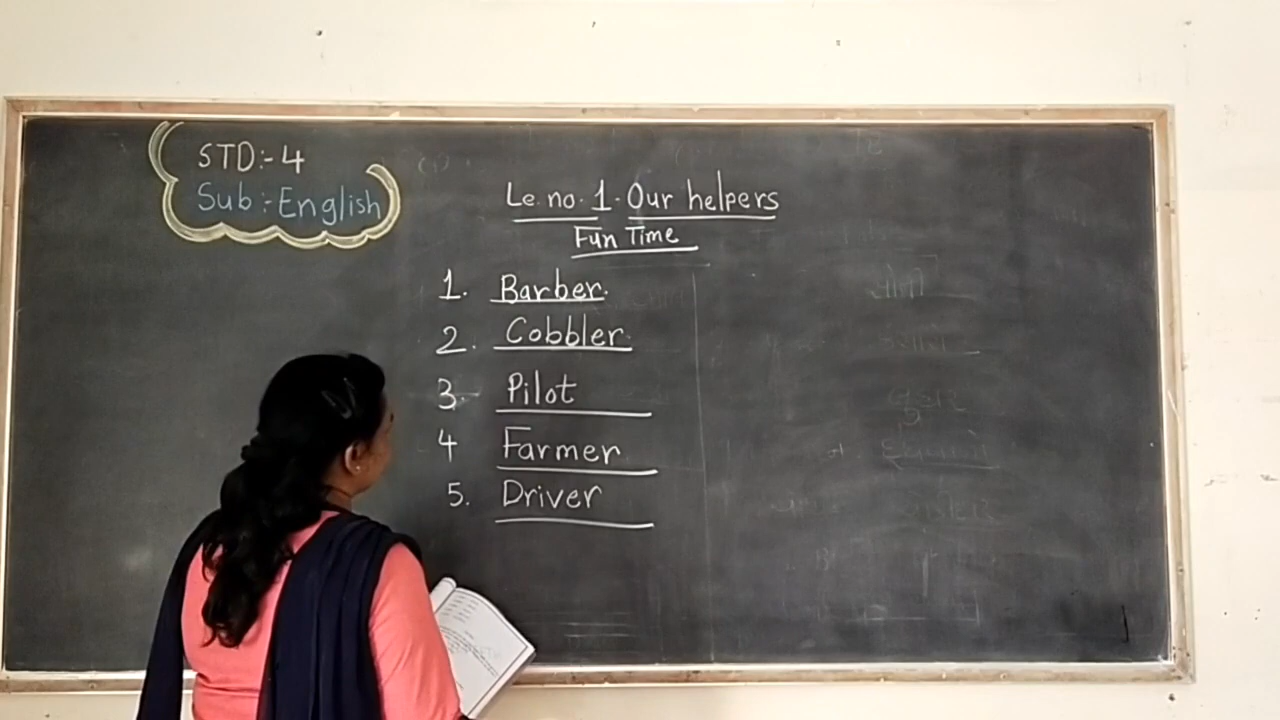 STD:- 4
Sub:- English
Le. no. 1. Our helpers
Fun Time
1. Barber.
2. Cobbler.
3. Pilot
4 Farmer
5. Driver